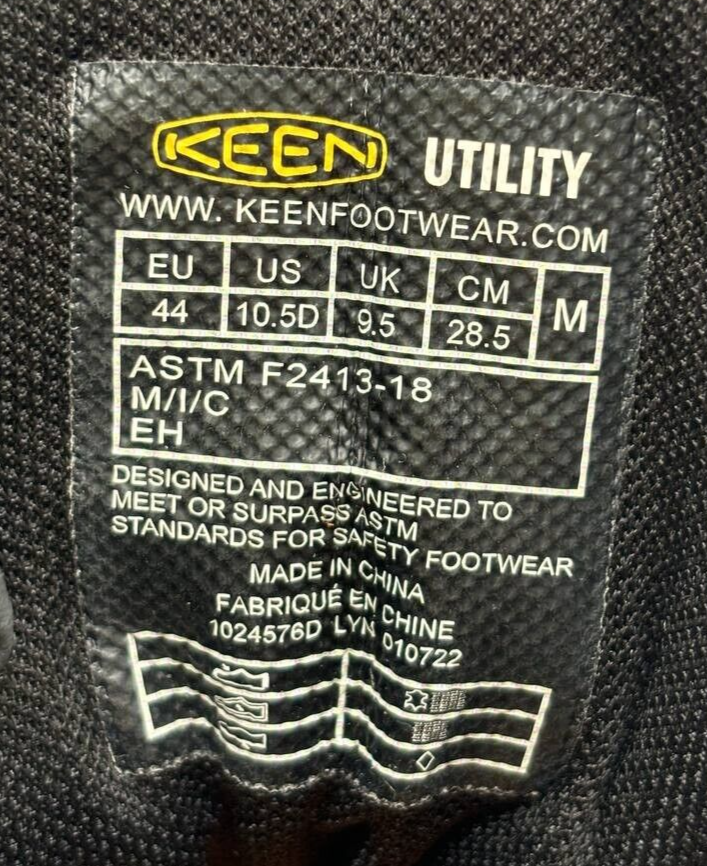 KEEN UTILITY
WWW. KEENFOOTWEAR.COM
EU US UK CM M
44 10.5D 9.5 28.5
ASTM F2413-18
M/I/C
EH
DESIGNED AND ENGINEERED TO
MEET OR SURPASS ASTM
STANDARDS FOR SAFETY FOOTWEAR
MADE IN CHINA
FABRIQUÉ EN CHINE
1024576D LYN 010722